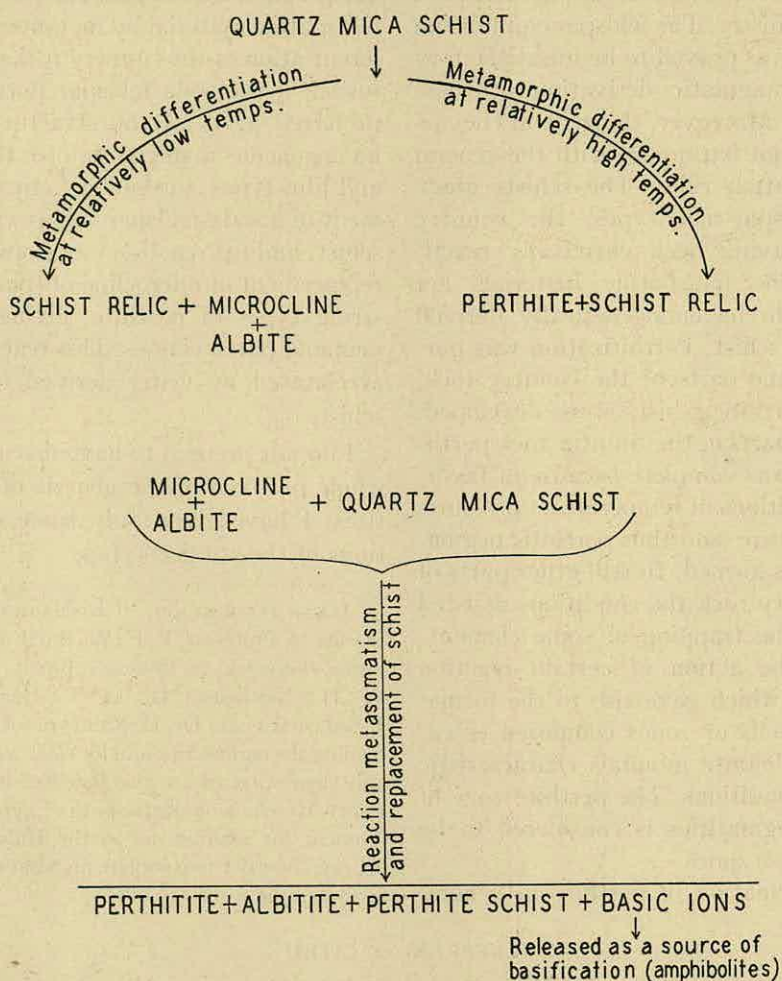 QUARTZ MICA SCHIST
Metamorphic differentiation
at relatively low temps.
Metamorphic differentiation
at relatively high temps.
SCHIST RELIC + MICROCLINE
+
ALBITE
PERTHITE+SCHIST RELIC
MICROCLINE
+
ALBITE
+ QUARTZ MICA SCHIST
Reaction metasomatism
and replacement of schist
PERTHITITE+ALBITITE+PERTHITE SCHIST + BASIC IONS
Released as a source of
basification (amphibolites)